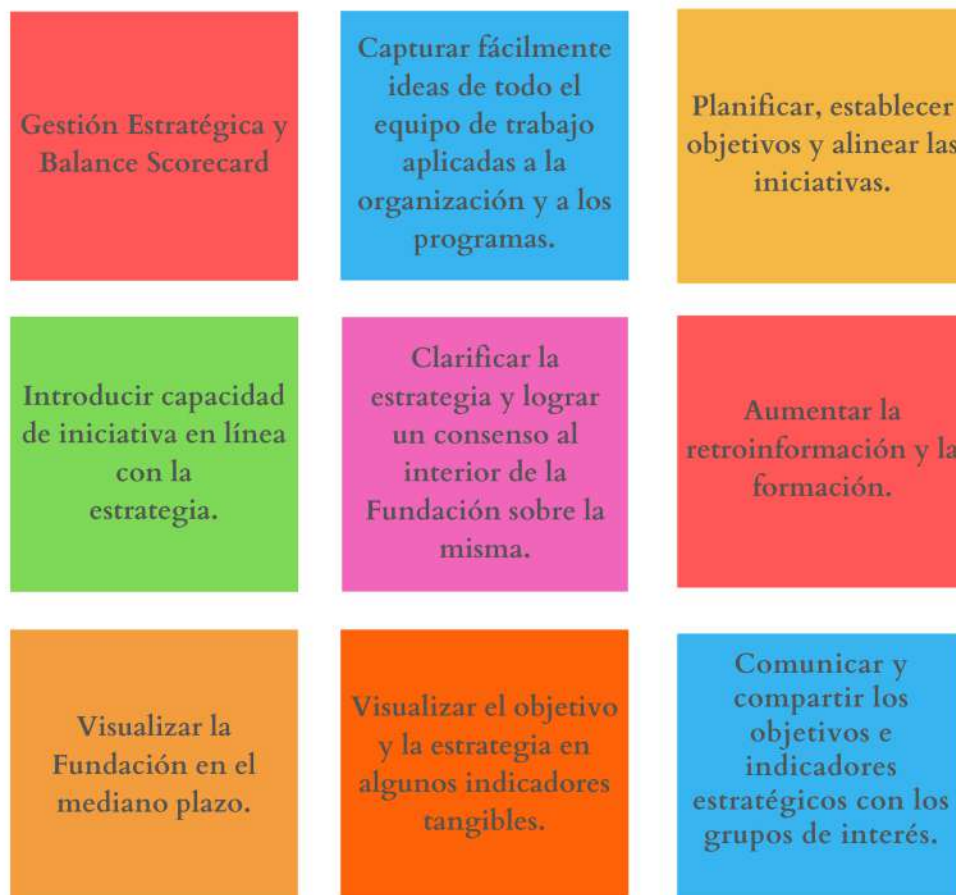 Gestión Estratégica y
Balance Scorecard
Capturar fácilmente
ideas de todo el
equipo de trabajo
aplicadas a la
organización y a los
programas.
Planificar, establecer
objetivos y alinear las
iniciativas.
Introducir capacidad
de iniciativa en línea
con la
estrategia.
Clarificar la
estrategia y lograr
un consenso al
interior de la
Fundación sobre la
misma.
Aumentar la
retroinformación y la
formación.
Visualizar la
Fundación en el
mediano plazo.
Visualizar el objetivo
y la estrategia en
algunos indicadores
tangibles.
Comunicar y
compartir los
objetivos e
indicadores
estratégicos con los
grupos de interés.